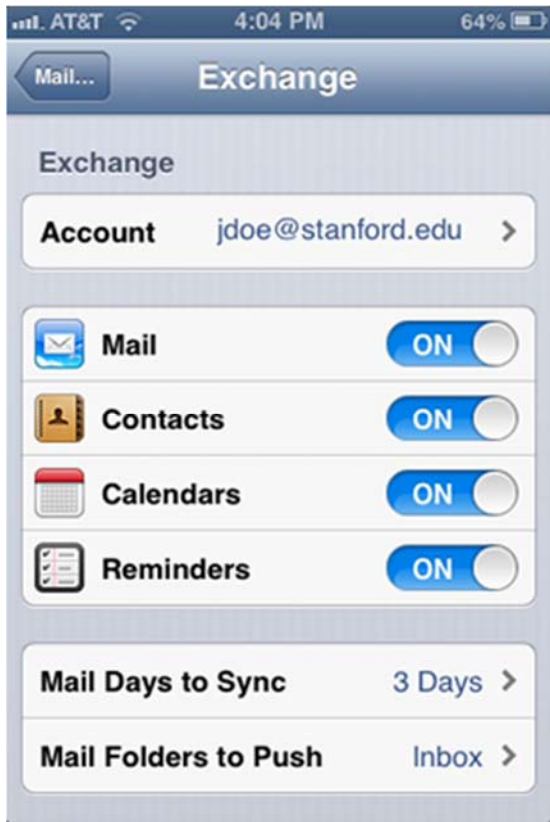 AT&T 4:04 PM 64%
Mail... Exchange
Exchange
Account jdoe@stanford.edu
Mail ON
Contacts ON
Calendars ON
Reminders ON
Mail Days to Sync 3 Days
Mail Folders to Push Inbox